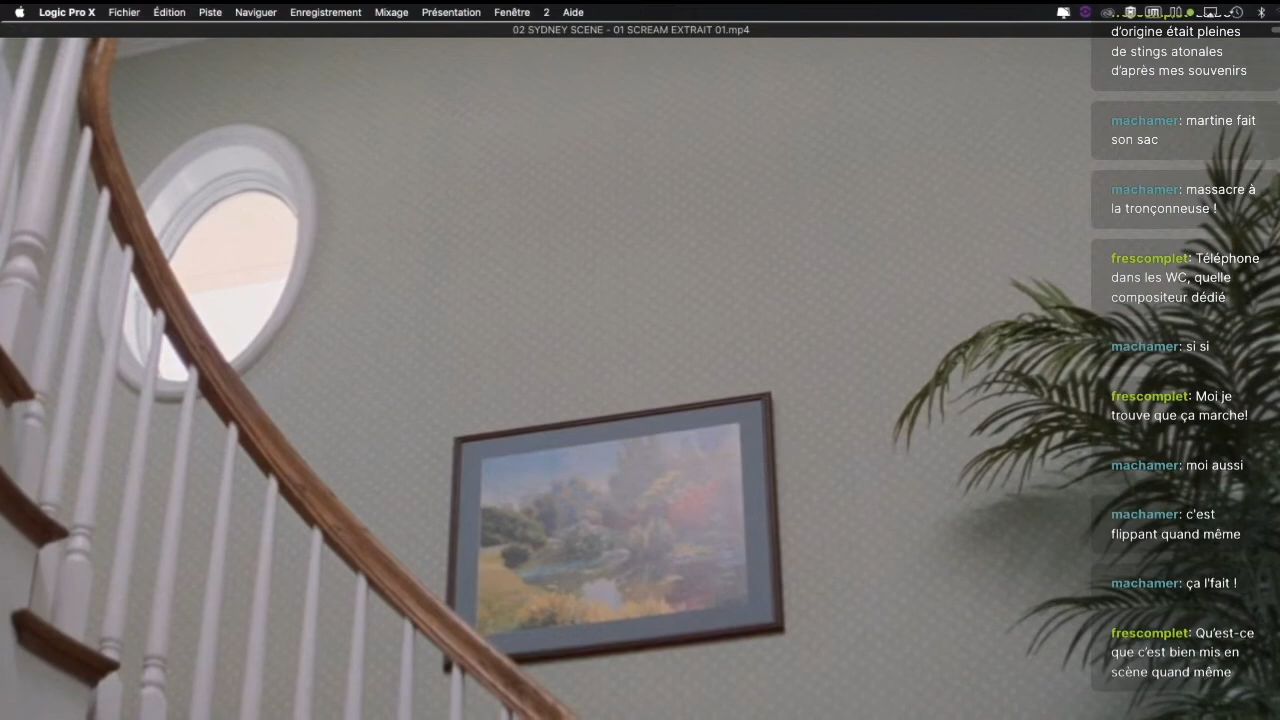 Logic Pro X Fichier Édition Piste Naviguer Enregistrement Mixage Présentation Fenêtre 2 Aide
02 SYDNEY SCENE - 01 SCREAM EXTRAIT 01.mp4
d'origine était pleines
de stings atonales
d'après mes souvenirs
machamer: martine fait
son sac
machamer: massacre à
la tronçonneuse !
frescomplet: Téléphone
dans les WC, quelle
compositeur dédié
machamer: si si
frescomplet: Moi je
trouve que ça marche!
machamer: moi aussi
machamer: c'est
flippant quand même
machamer: ça l'fait !
frescomplet: Qu'est-ce
que c'est bien mis en
scène quand même